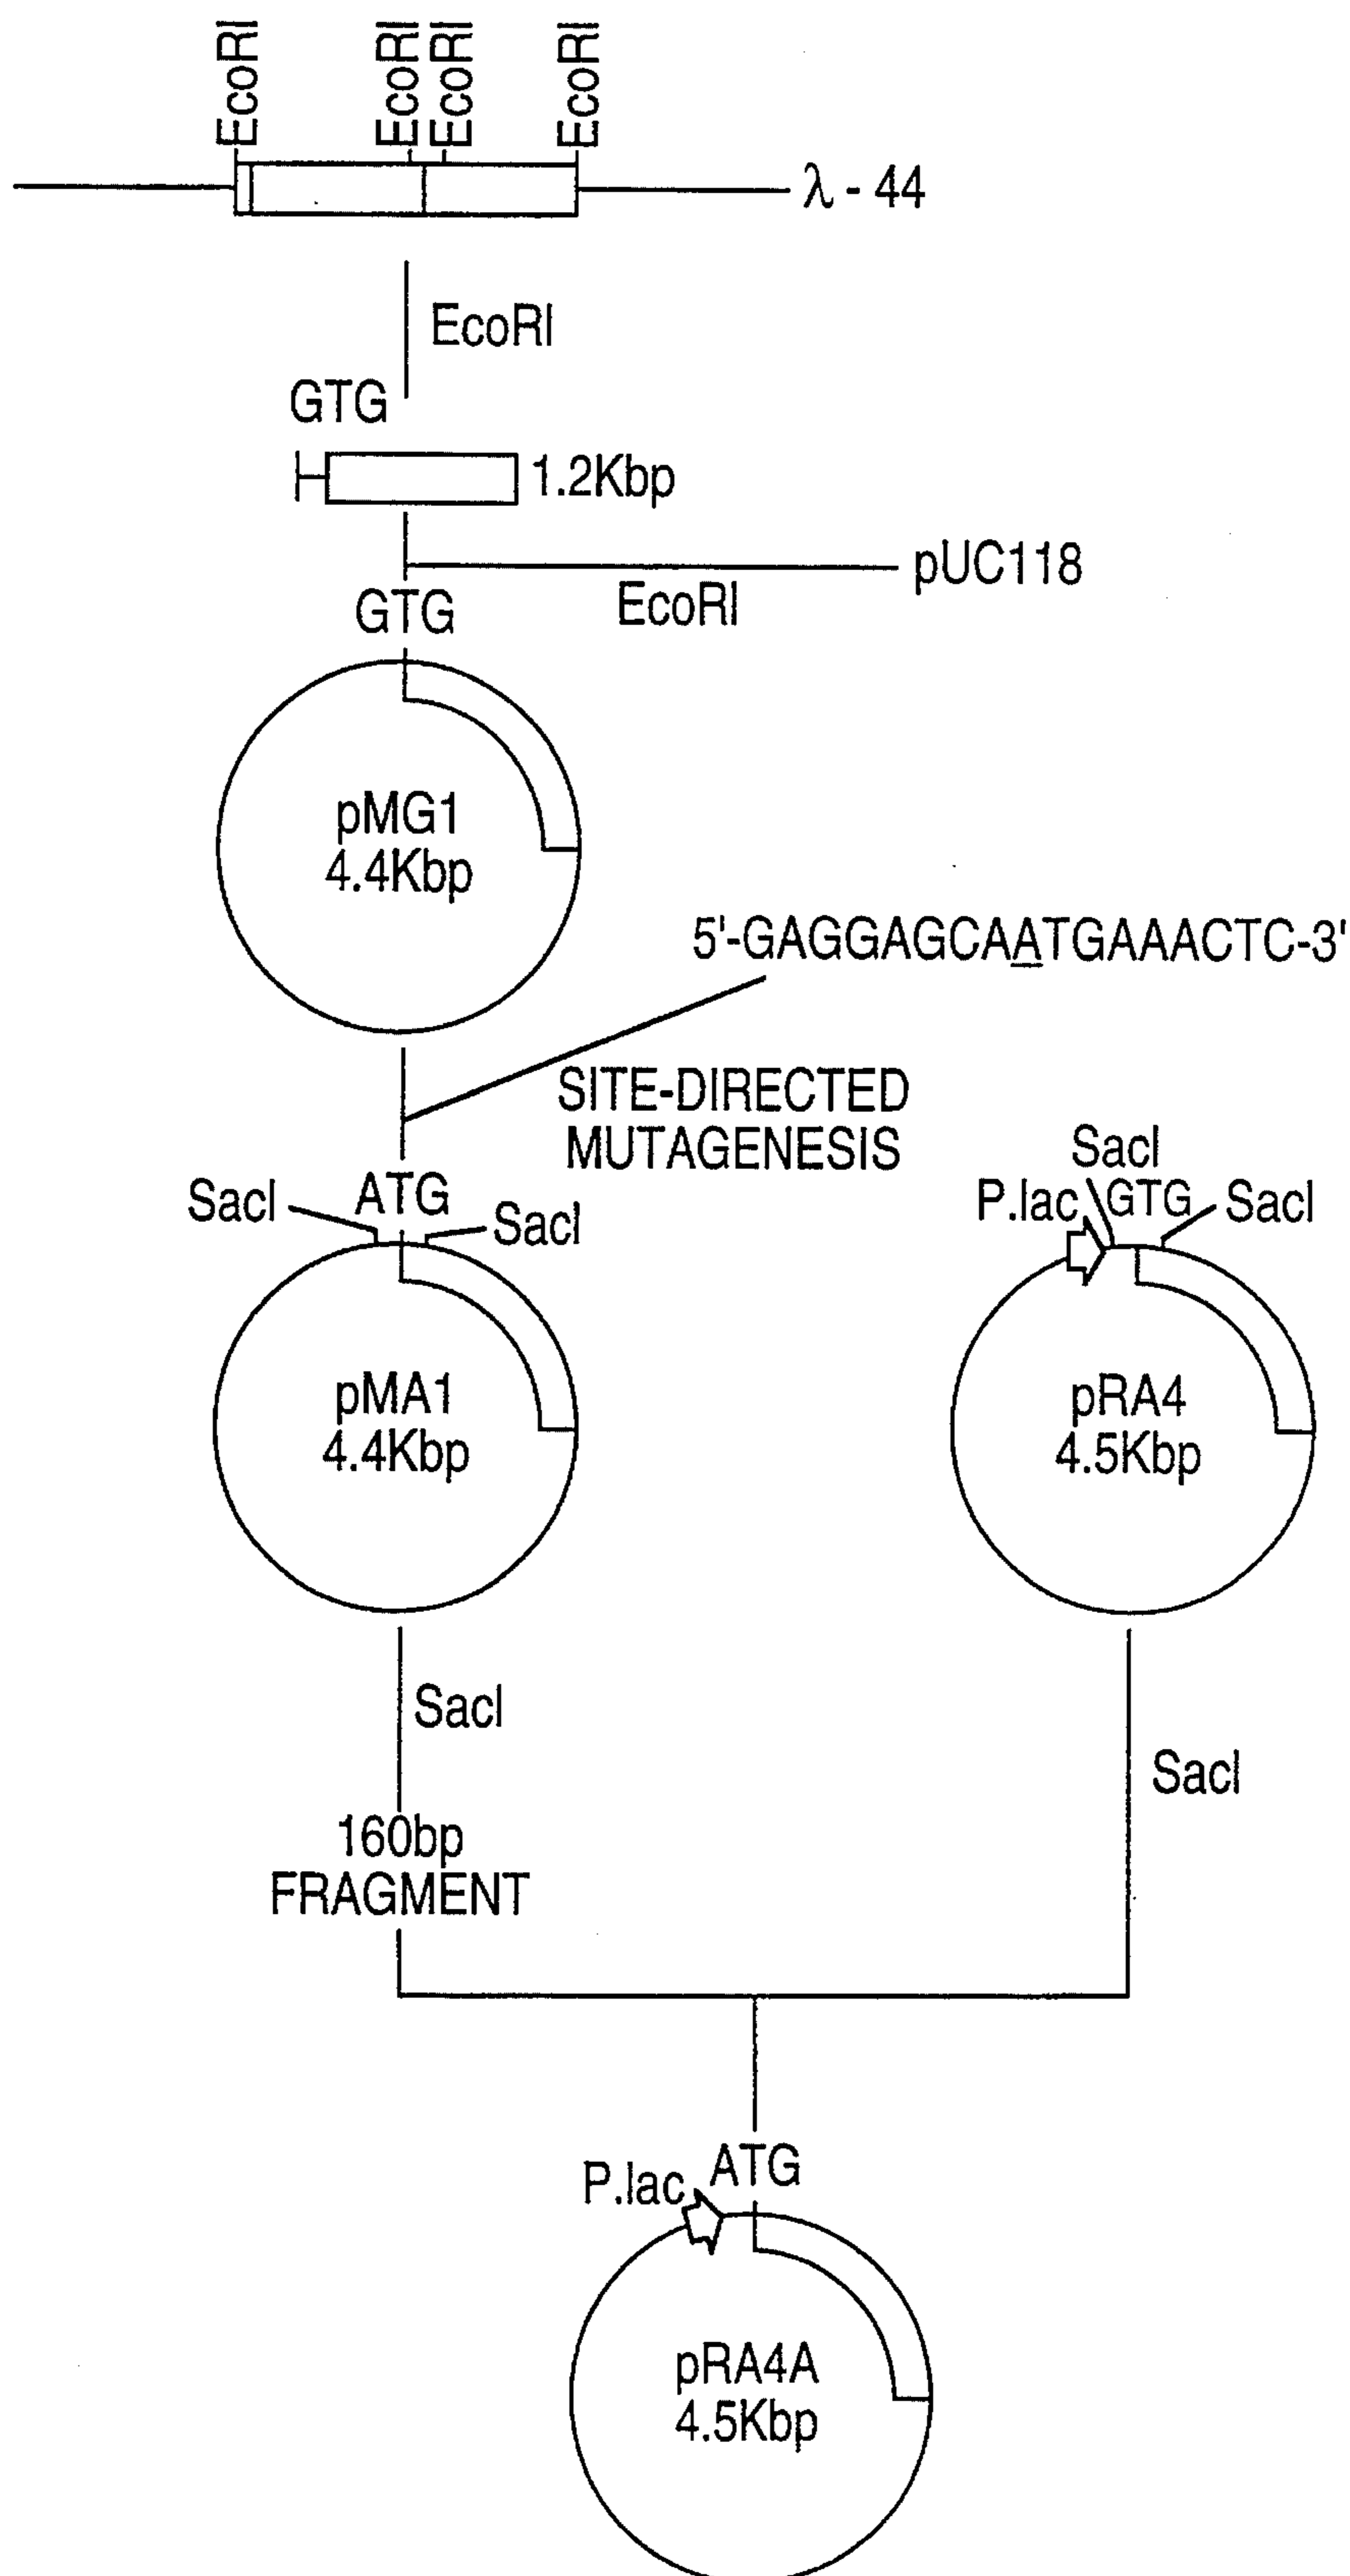 EcoRI
EcoRI
EcoRI
EcoRI
λ - 44
EcoRI
GTG
1.2Kbp
pUC118
EcoRI
GTG
pMG1
4.4Kbp
5'-GAGGAGCAATGAAACTC-3'
SITE-DIRECTED
MUTAGENESIS
SacI
ATG
SacI
pMA1
4.4Kbp
SacI
P.lac
GTG
SacI
pRA4
4.5Kbp
SacI
160bp
FRAGMENT
SacI
P.lac
ATG
pRA4A
4.5Kbp